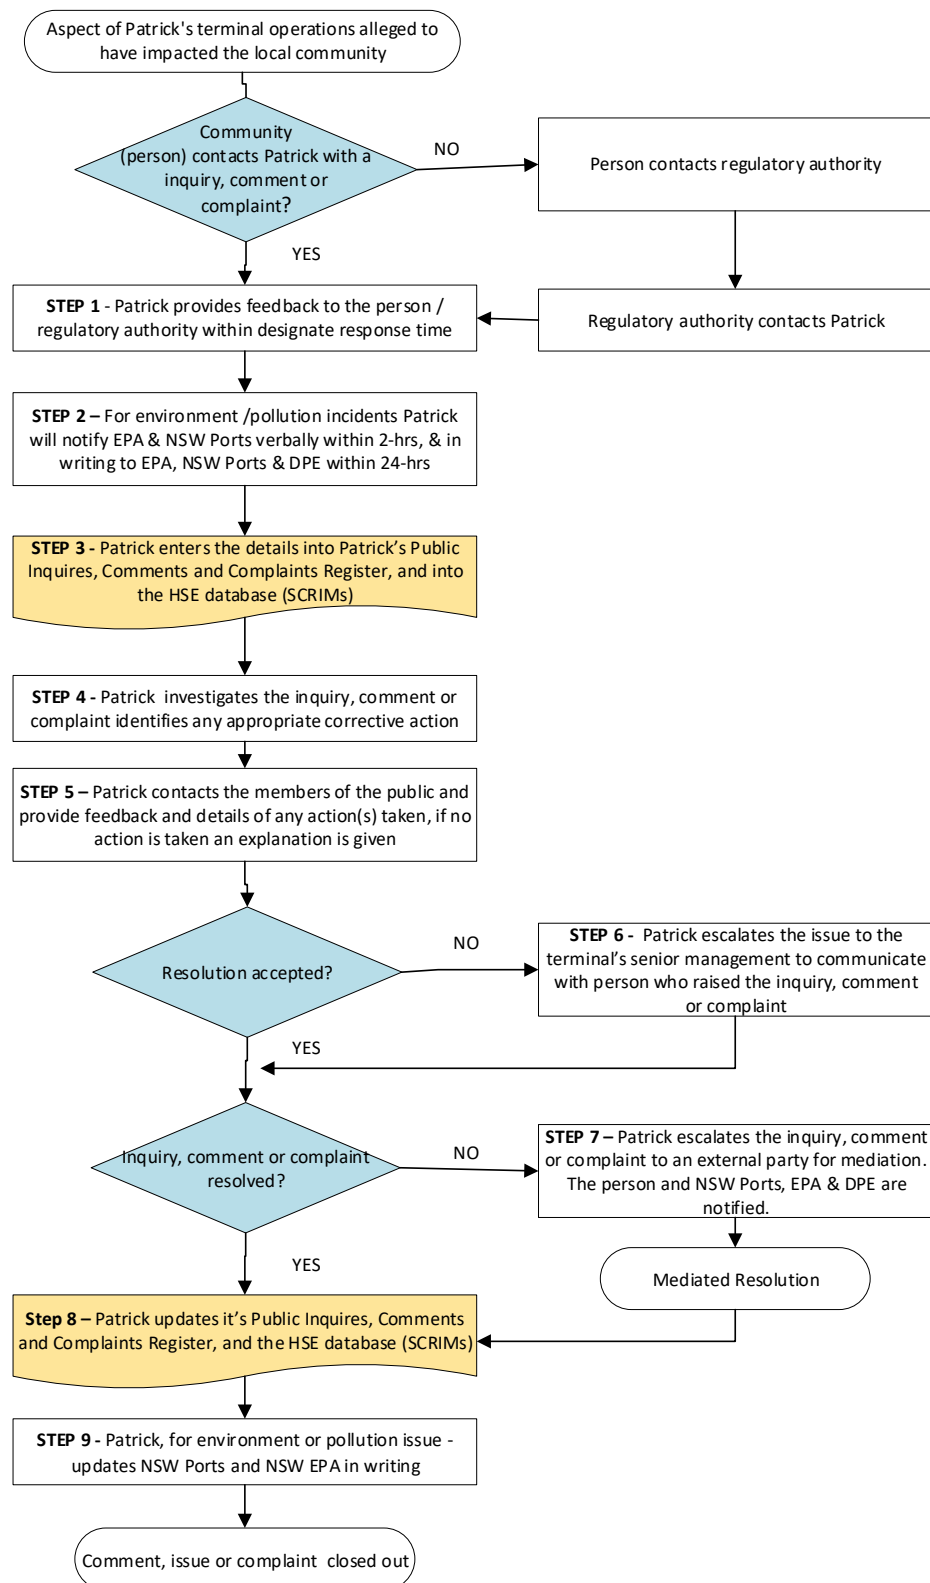 Aspect of Patrick's terminal operations alleged to
have impacted the local community
Community
(person) contacts Patrick with a
inquiry, comment or
complaint?
NO
Person contacts regulatory authority
YES
STEP 1 - Patrick provides feedback to the person /
regulatory authority within designate response time
Regulatory authority contacts Patrick
STEP 2 – For environment /pollution incidents Patrick
will notify EPA & NSW Ports verbally within 2-hrs, & in
writing to EPA, NSW Ports & DPE within 24-hrs
STEP 3 - Patrick enters the details into Patrick's Public
Inquires, Comments and Complaints Register, and into
the HSE database (SCRIMs)
STEP 4 - Patrick investigates the inquiry, comment or
complaint identifies any appropriate corrective action
STEP 5 – Patrick contacts the members of the public and
provide feedback and details of any action(s) taken, if no
action is taken an explanation is given
Resolution accepted?
NO
STEP 6 - Patrick escalates the issue to the
terminal's senior management to communicate
with person who raised the inquiry, comment
or complaint
YES
Inquiry, comment or complaint
resolved?
NO
STEP 7 – Patrick escalates the inquiry, comment
or complaint to an external party for mediation.
The person and NSW Ports, EPA & DPE are
notified.
YES
Mediated Resolution
Step 8 – Patrick updates it's Public Inquires, Comments
and Complaints Register, and the HSE database (SCRIMs)
STEP 9 - Patrick, for environment or pollution issue -
updates NSW Ports and NSW EPA in writing
Comment, issue or complaint closed out